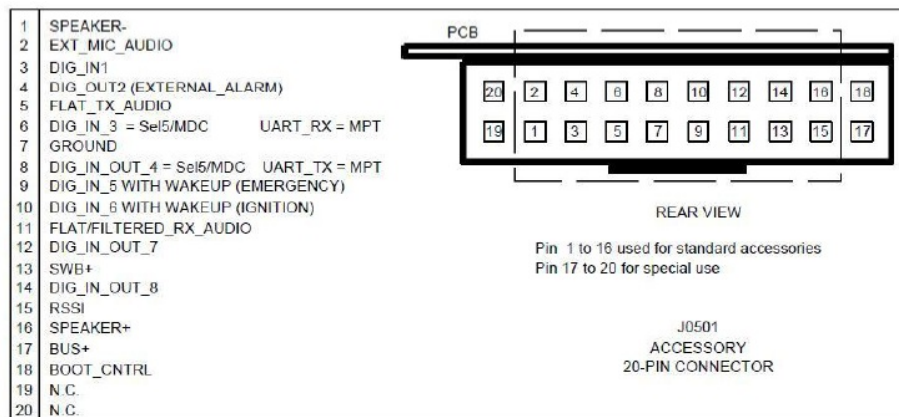 1 SPEAKER-
2 EXT_MIC_AUDIO
3 DIG_IN1
4 DIG_OUT2 (EXTERNAL_ALARM)
5 FLAT_TX_AUDIO
6 DIG_IN_3 = Sel5/MDC UART_RX = MPT
7 GROUND
8 DIG_IN_OUT_4 = Sel5/MDC UART_TX = MPT
9 DIG_IN_5 WITH WAKEUP (EMERGENCY)
10 DIG_IN_6 WITH WAKEUP (IGNITION)
11 FLAT/FILTERED_RX_AUDIO
12 DIG_IN_OUT_7
13 SWB+
14 DIG_IN_OUT_8
15 RSSI
16 SPEAKER+
17 BUS+
18 BOOT_CNTRL
19 N.C.
20 N.C.
PCB
20 2 4 6 8 10 12 14 16 18
19 1 3 5 7 9 11 13 15 17
REAR VIEW
Pin 1 to 16 used for standard accessories
Pin 17 to 20 for special use
J0501
ACCESSORY
20-PIN CONNECTOR